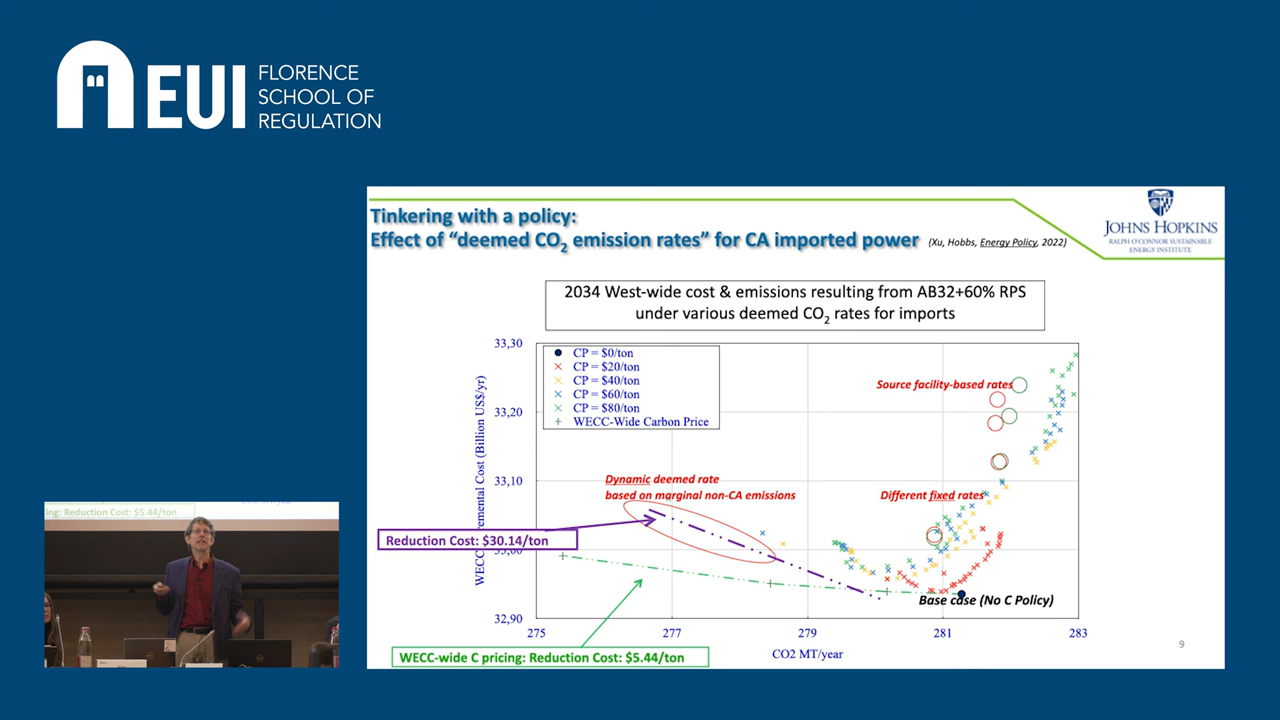 EUI
FLORENCE
SCHOOL OF
REGULATION
Tinkering with a policy:
Effect of “deemed CO2 emission rates” for CA imported power (Xu, Hobbs, Energy Policy, 2022)
JOHNS HOPKINS
RALPH O'CONNOR SUSTAINABLE
ENERGY INSTITUTE
2034 West-wide cost & emissions resulting from AB32+60% RPS
under various deemed CO2 rates for imports
33,30
33,20
33,10
33,00
32,90
CP = $0/ton
CP = $20/ton
CP = $40/ton
CP = $60/ton
CP = $80/ton
WECC-Wide Carbon Price
Source facility-based rates
Dynamic deemed rate
based on marginal non-CA emissions
Different fixed rates
Reduction Cost: $30.14/ton
Base case (No C Policy)
275
277
279
281
283
CO2 MT/year
WECC-wide C pricing: Reduction Cost: $5.44/ton
9
ng: Reduction Cost: $5.44/ton